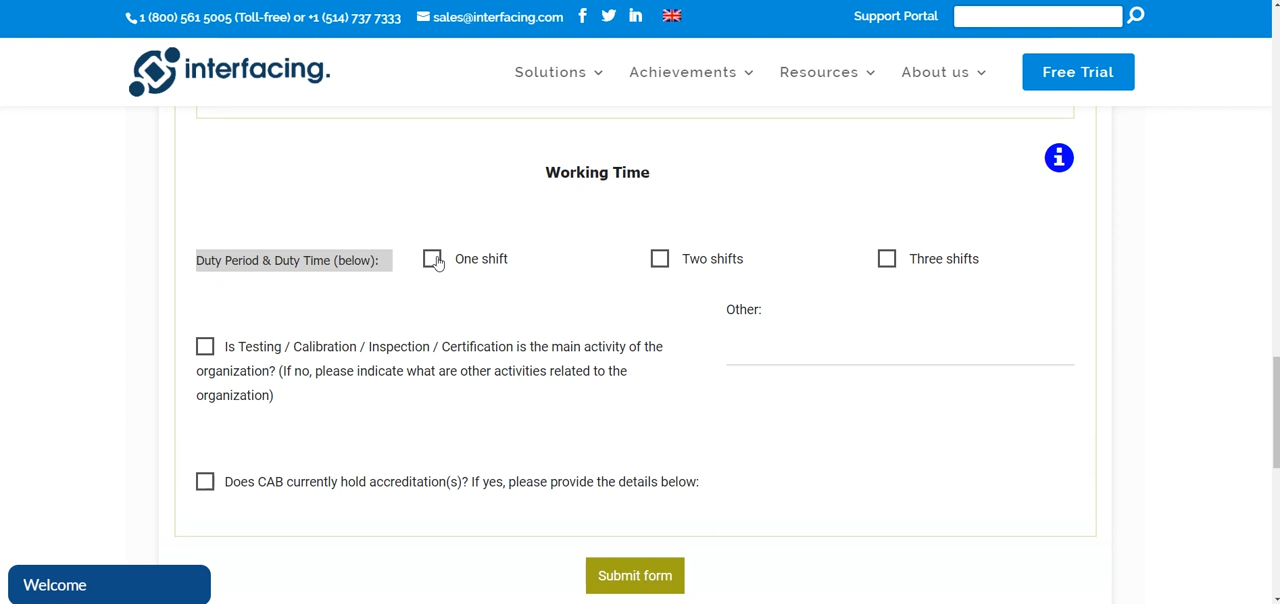 1 (800) 561 5005 (Toll-free) or +1 (514) 737 7333 sales@interfacing.com Support Portal
interfacing. Solutions Achievements Resources About us Free Trial
Working Time
Duty Period & Duty Time (below): One shift Two shifts Three shifts
Other:
Is Testing / Calibration / Inspection / Certification is the main activity of the
organization? (If no, please indicate what are other activities related to the
organization)
Does CAB currently hold accreditation(s)? If yes, please provide the details below:
Submit form
Welcome